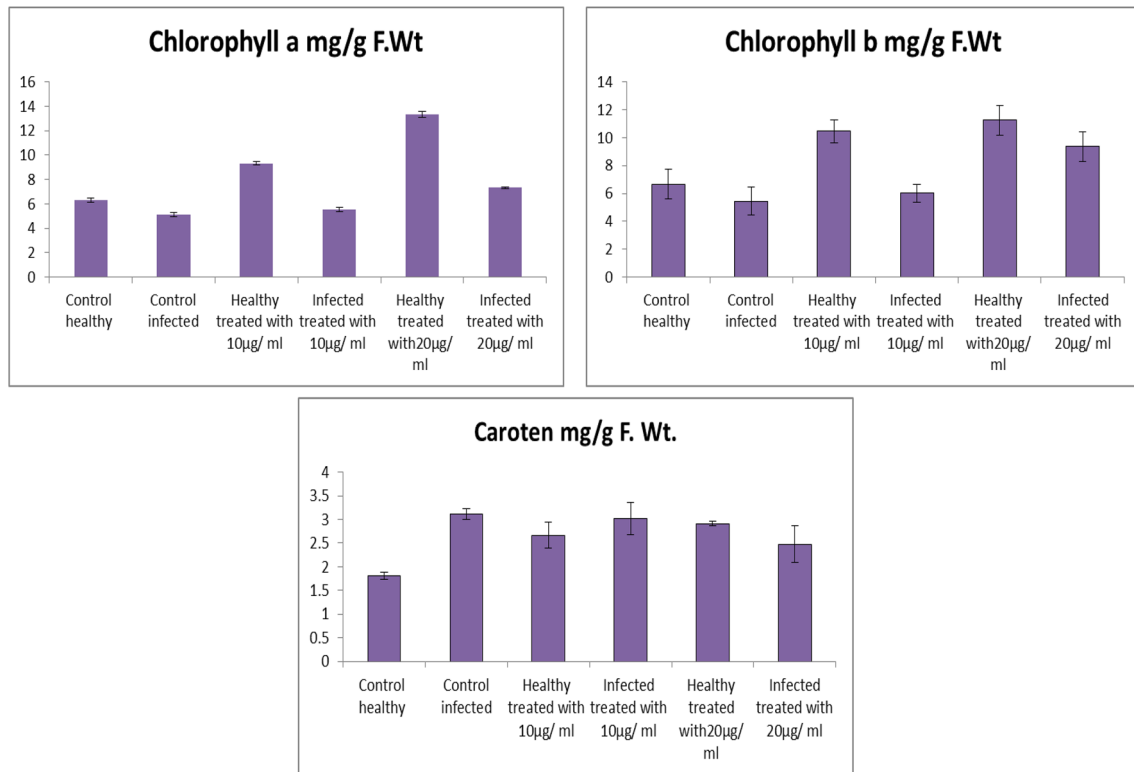 Chlorophyll a mg/g F.Wt
16
14
12
10
8
6
4
2
0
Control healthy
Control infected
Healthy treated with 10µg/ ml
Infected treated with 10µg/ ml
Healthy treated with20µg/ ml
Infected treated with 20µg/ ml
Chlorophyll b mg/g F.Wt
14
12
10
8
6
4
2
0
Control healthy
Control infected
Healthy treated with 10µg/ ml
Infected treated with 10µg/ ml
Healthy treated with20µg/ ml
Infected treated with 20µg/ ml
Caroten mg/g F. Wt.
4
3.5
3
2.5
2
1.5
1
0.5
0
Control healthy
Control infected
Healthy treated with 10µg/ ml
Infected treated with 10µg/ ml
Healthy treated with20µg/ ml
Infected treated with 20µg/ ml